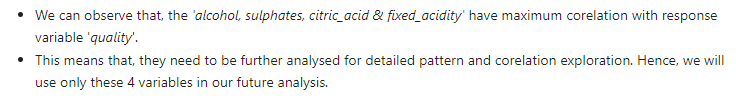 • We can observe that, the 'alcohol, sulphates, citric_acid & fixed_acidity' have maximum corelation with response
variable 'quality'.
• This means that, they need to be further analysed for detailed pattern and corelation exploration. Hence, we will
use only these 4 variables in our future analysis.